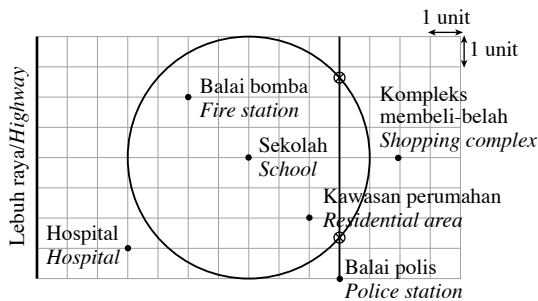 1 unit
1 unit
Lebuh raya/Highway
Balai bomba
Fire station
Kompleks
membeli-belah
Shopping complex
Sekolah
School
Kawasan perumahan
Residential area
Hospital
Hospital
Balai polis
Police station